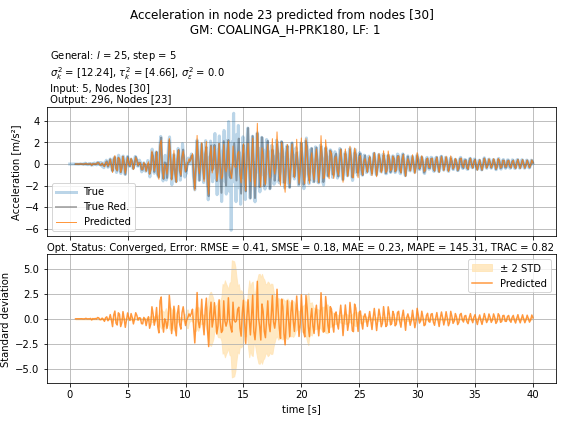 Acceleration in node 23 predicted from nodes [30]
GM: COALINGA_H-PRK180, LF: 1
General: l = 25, step = 5
σ²ₖ = [12.24], τ²ₖ = [4.66], σ²ε = 0.0
Input: 5, Nodes [30]
Output: 296, Nodes [23]
Acceleration [m/s²]
4
2
0
−2
−4
−6
True
True Red.
Predicted
Opt. Status: Converged, Error: RMSE = 0.41, SMSE = 0.18, MAE = 0.23, MAPE = 145.31, TRAC = 0.82
Standard deviation
5.0
2.5
0.0
−2.5
−5.0
± 2 STD
Predicted
0 5 10 15 20 25 30 35 40
time [s]